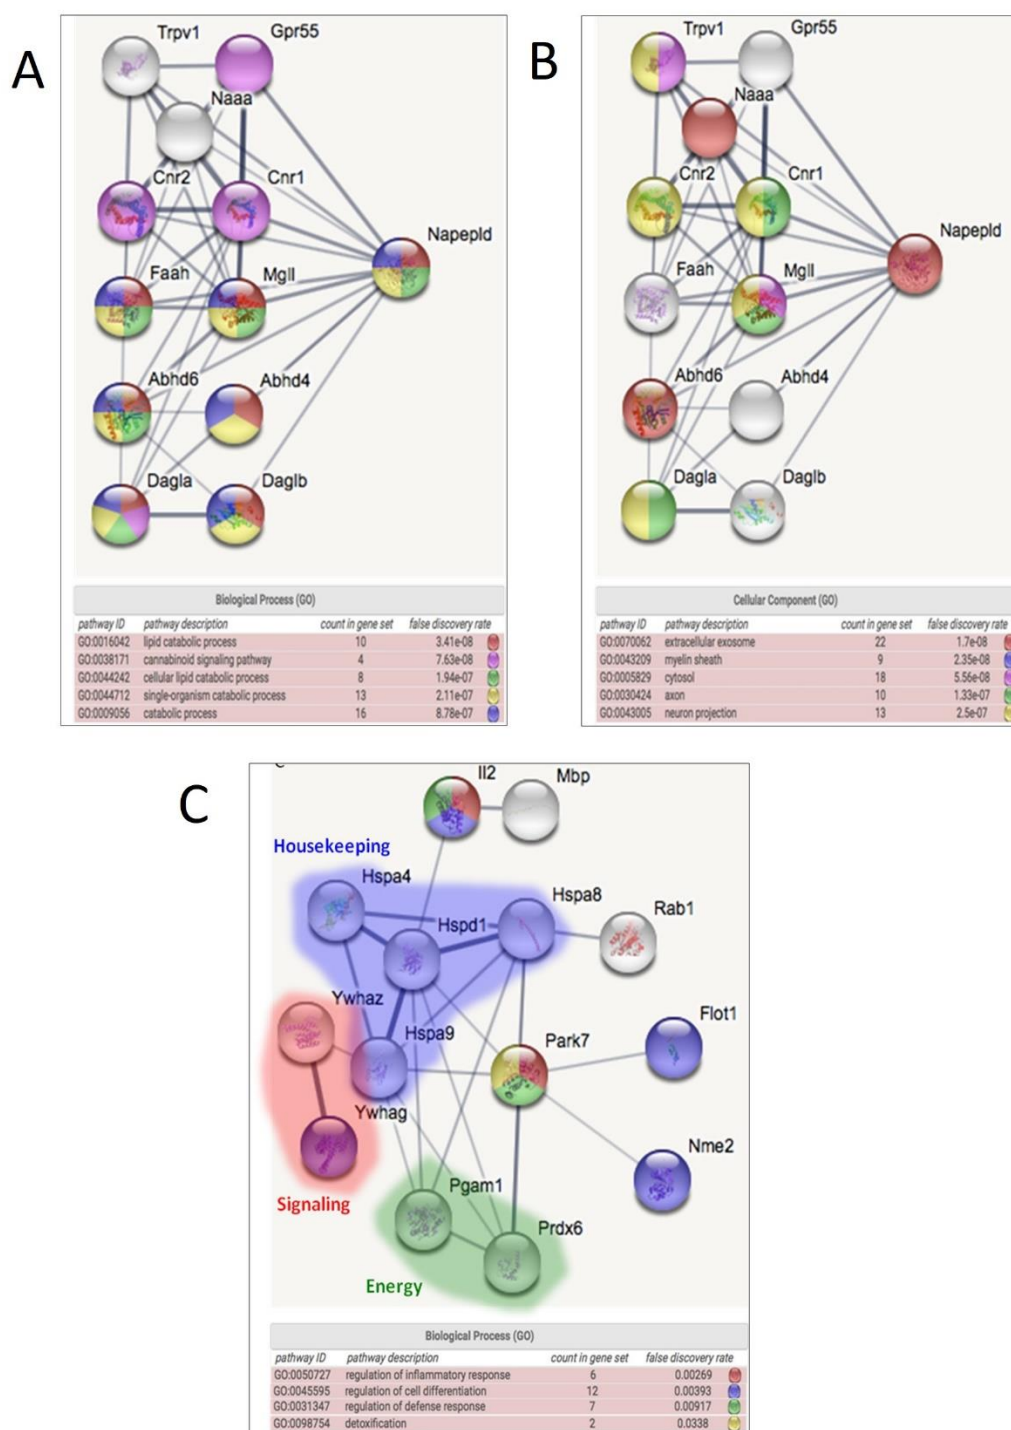 A
Trpv1
Gpr55
Naaa
Cnr2
Cnr1
Napepld
Faah
Mgll
Abhd6
Abhd4
Dagla
Daglb
Biological Process (GO)
pathway ID pathway description count in gene set false discovery rate
GO:0016042 lipid catabolic process 10 3.41e-08
GO:0038171 cannabinoid signaling pathway 4 7.63e-08
GO:0044242 cellular lipid catabolic process 8 1.94e-07
GO:0044712 single-organism catabolic process 13 2.11e-07
GO:0009056 catabolic process 16 8.78e-07
B
Trpv1
Gpr55
Naaa
Cnr2
Cnr1
Napepld
Faah
Mgll
Abhd6
Abhd4
Dagla
Daglb
Cellular Component (GO)
pathway ID pathway description count in gene set false discovery rate
GO:0070062 extracellular exosome 22 1.7e-08
GO:0043209 myelin sheath 9 2.35e-08
GO:0005829 cytosol 18 5.56e-08
GO:0030424 axon 10 1.33e-07
GO:0043005 neuron projection 13 2.5e-07
C
Il2
Mbp
Housekeeping
Hspa4
Hspa8
Hspd1
Rab1
Ywhaz
Flot1
Hspa9
Park7
Ywhag
Nme2
Pgam1
Signaling
Prdx6
Energy
Biological Process (GO)
pathway ID pathway description count in gene set false discovery rate
GO:0050727 regulation of inflammatory response 6 0.00269
GO:0045595 regulation of cell differentiation 12 0.00393
GO:0031347 regulation of defense response 7 0.00917
GO:0098754 detoxification 2 0.0338